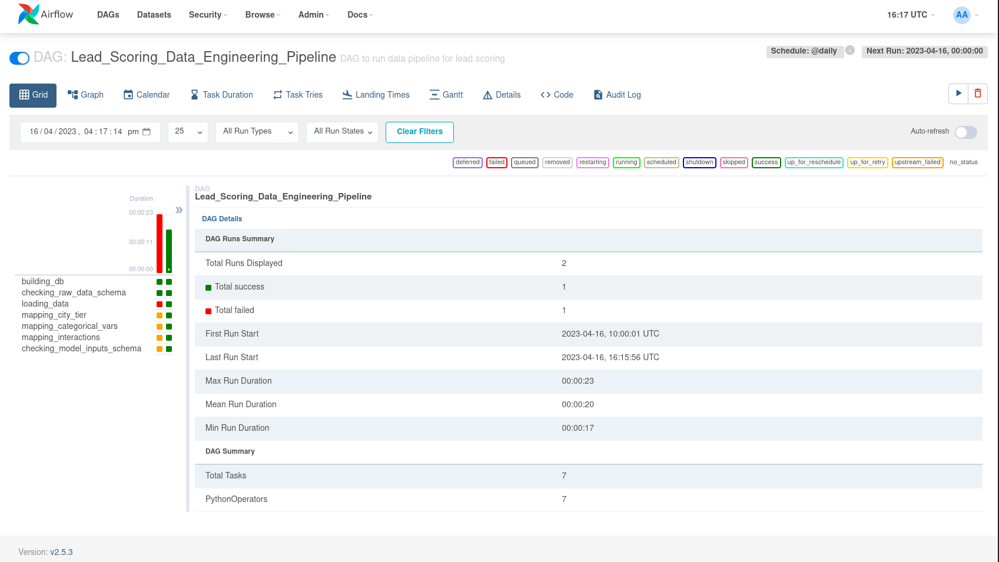 Airflow DAGs Datasets Security Browse Admin Docs 16:17 UTC AA
DAG: Lead_Scoring_Data_Engineering_Pipeline DAG to run data pipeline for lead scoring
Schedule: @daily i Next Run: 2023-04-16, 00:00:00
Grid Graph Calendar Task Duration Task Tries Landing Times Gantt Details Code Audit Log
16/04/2023, 04:17:14 pm 25 All Run Types All Run States Clear Filters Auto-refresh
deferred failed queued removed restarting running scheduled shutdown skipped success up_for_reschedule up_for_retry upstream_failed no_status
Duration
00:00:23
00:00:11
00:00:00
building_db
checking_raw_data_schema
loading_data
mapping_city_tier
mapping_categorical_vars
mapping_interactions
checking_model_inputs_schema
DAG
Lead_Scoring_Data_Engineering_Pipeline
DAG Details
DAG Runs Summary
Total Runs Displayed 2
Total success 1
Total failed 1
First Run Start 2023-04-16, 10:00:01 UTC
Last Run Start 2023-04-16, 16:15:56 UTC
Max Run Duration 00:00:23
Mean Run Duration 00:00:20
Min Run Duration 00:00:17
DAG Summary
Total Tasks 7
PythonOperators 7
Version: v2.5.3